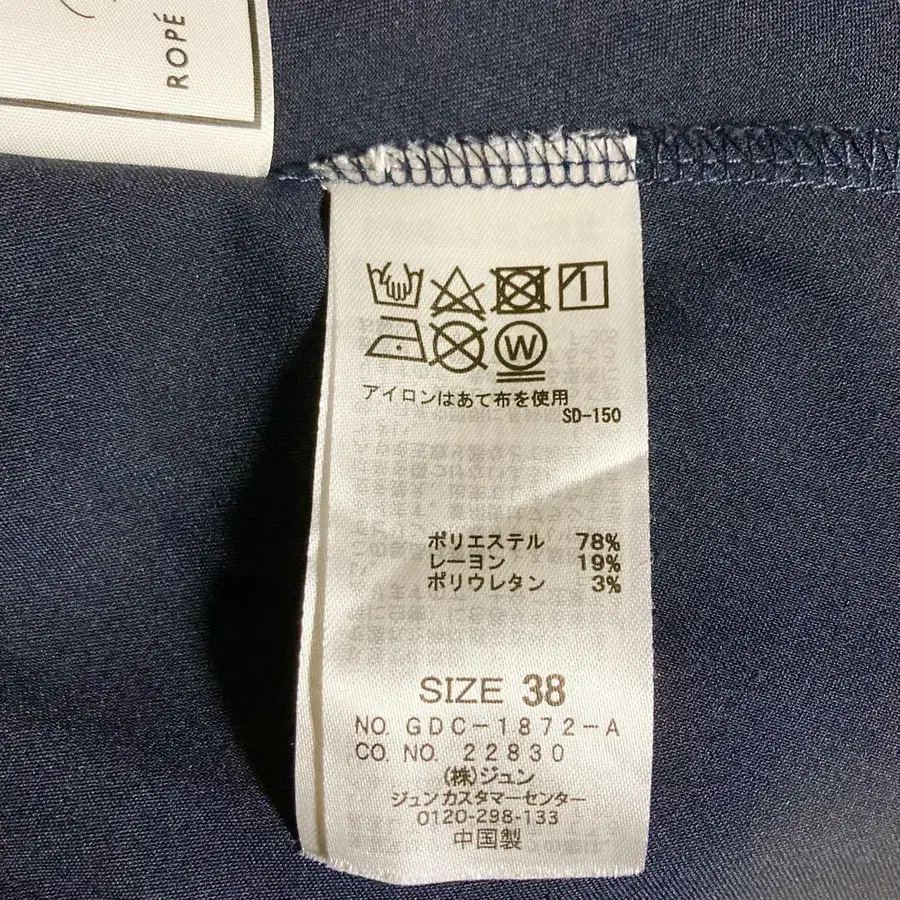 ROPÉ
W
アイロンはあて布を使用
SD-150
ポリエステル 78%
レーヨン 19%
ポリウレタン 3%
SIZE 38
NO. GDC-1872-A
CO. NO. 22830
(株)ジュン
ジュン カスタマーセンター
0120-298-133
中国製